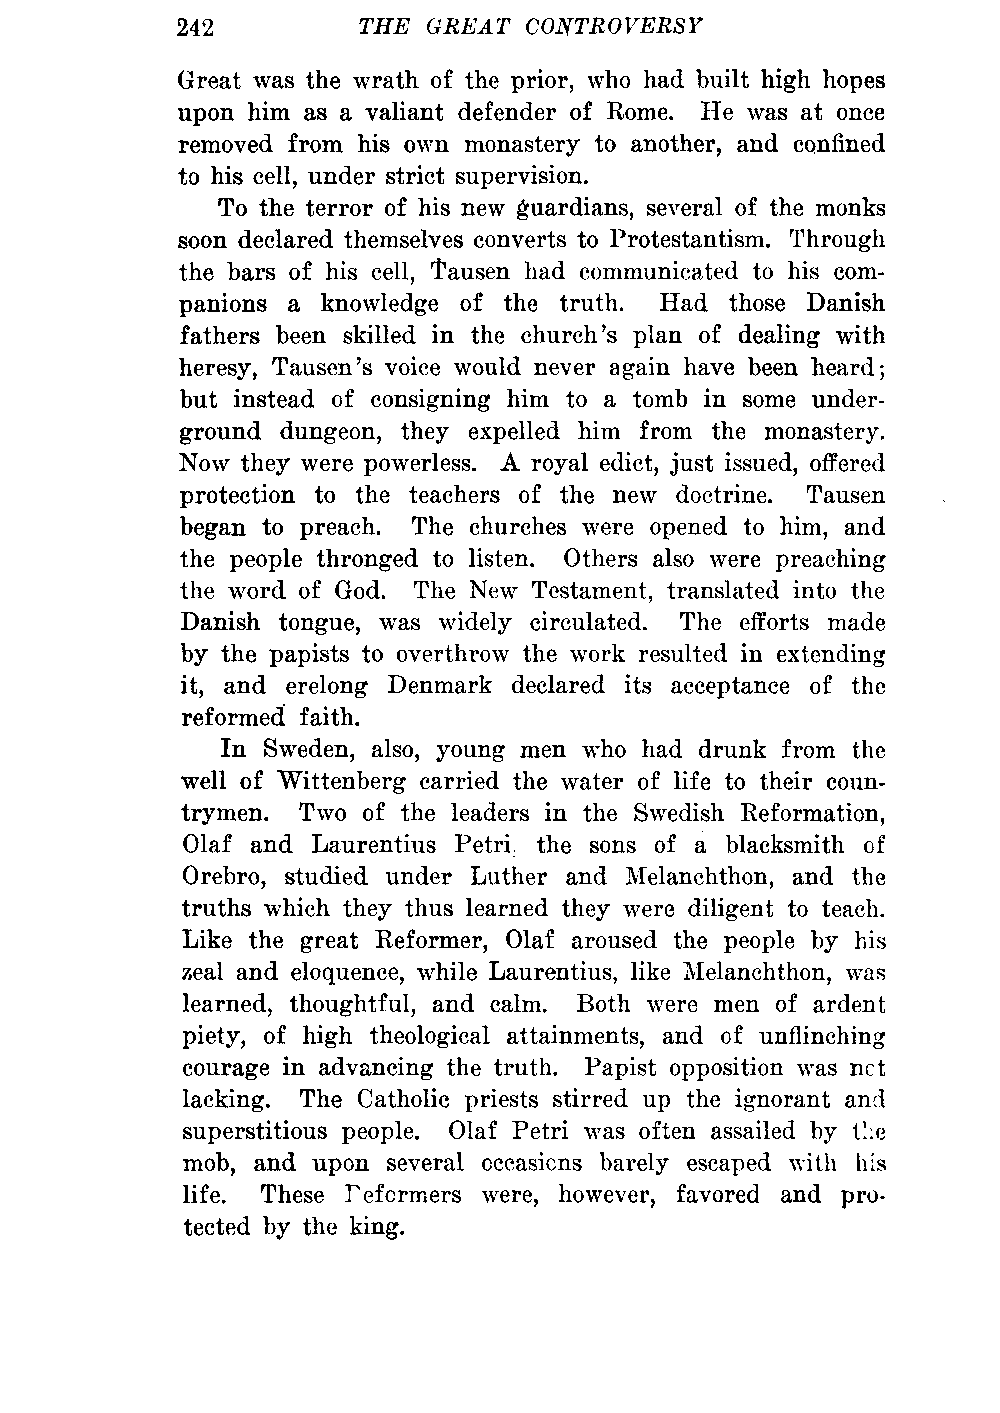 242 THE GREAT CONTROVERSY
Great was the wrath of the prior, who had built high hopes
upon him as a valiant defender of Rome. He was at once
removed from his own monastery to another, and confined
to his cell, under strict supervision.
To the terror of his new guardians, several of the monks
soon declared themselves converts to Protestantism. Through
the bars of his cell, Tausen had communicated to his com-
panions a knowledge of the truth. Had those Danish
fathers been skilled in the church's plan of dealing with
heresy, Tausen's voice would never again have been heard;
but instead of consigning him to a tomb in some under-
ground dungeon, they expelled him from the monastery.
Now they were powerless. A royal edict, just issued, offered
protection to the teachers of the new doctrine. Tausen
began to preach. The churches were opened to him, and
the people thronged to listen. Others also were preaching
the word of God. The New Testament, translated into the
Danish tongue, was widely circulated. The efforts made
by the papists to overthrow the work resulted in extending
it, and erelong Denmark declared its acceptance of the
reformed faith.
In Sweden, also, young men who had drunk from the
well of Wittenberg carried the water of life to their coun-
trymen. Two of the leaders in the Swedish Reformation,
Olaf and Laurentius Petri, the sons of a blacksmith of
Orebro, studied under Luther and Melanchthon, and the
truths which they thus learned they were diligent to teach.
Like the great Reformer, Olaf aroused the people by his
zeal and eloquence, while Laurentius, like Melanchthon, was
learned, thoughtful, and calm. Both were men of ardent
piety, of high theological attainments, and of unflinching
courage in advancing the truth. Papist opposition was not
lacking. The Catholic priests stirred up the ignorant and
superstitious people. Olaf Petri was often assailed by the
mob, and upon several occasions barely escaped with his
life. These reformers were, however, favored and pro-
tected by the king.